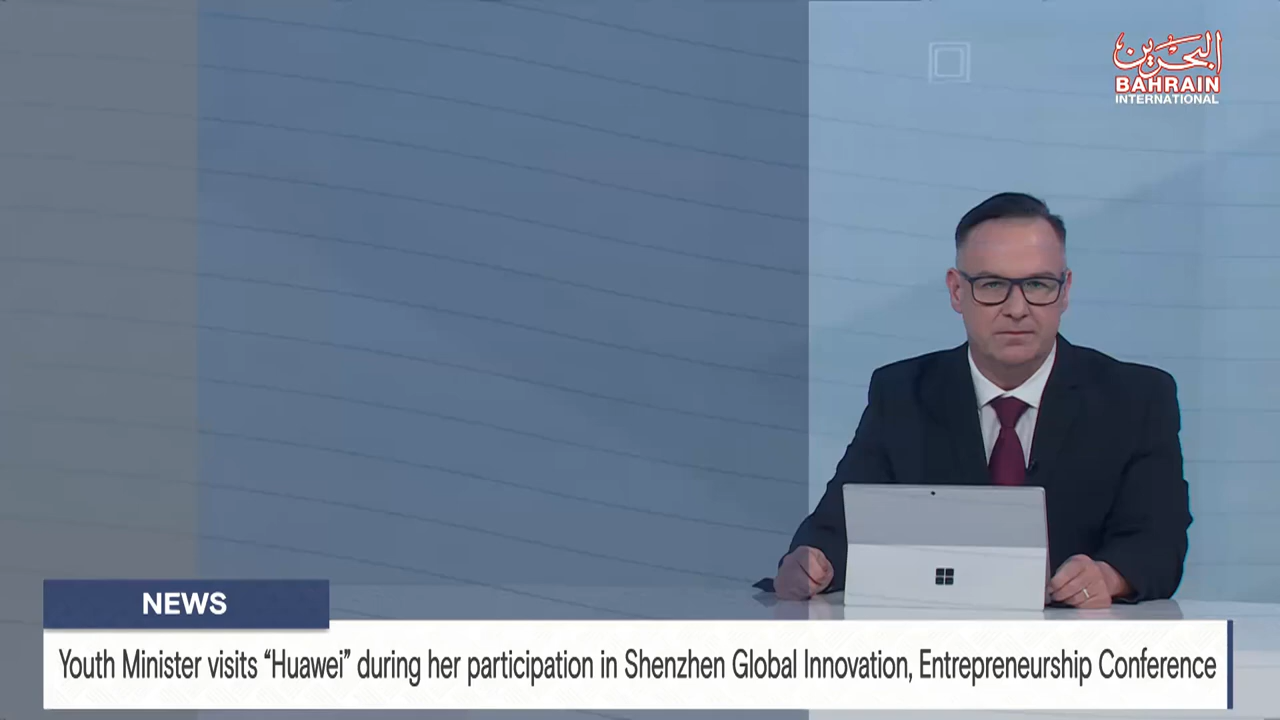 البحرين
BAHRAIN
INTERNATIONAL
NEWS
Youth Minister visits “Huawei” during her participation in Shenzhen Global Innovation, Entrepreneurship Conference